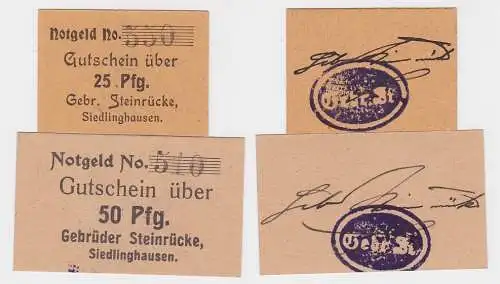 Notgeld No. 550
Gutschein über
25 Pfg.
Gebr. Steinrücke,
Siedlinghausen.
Gebr. St
Notgeld No. 510
Gutschein über
50 Pfg.
Gebrüder Steinrücke,
Siedlinghausen.
Gebr. St.